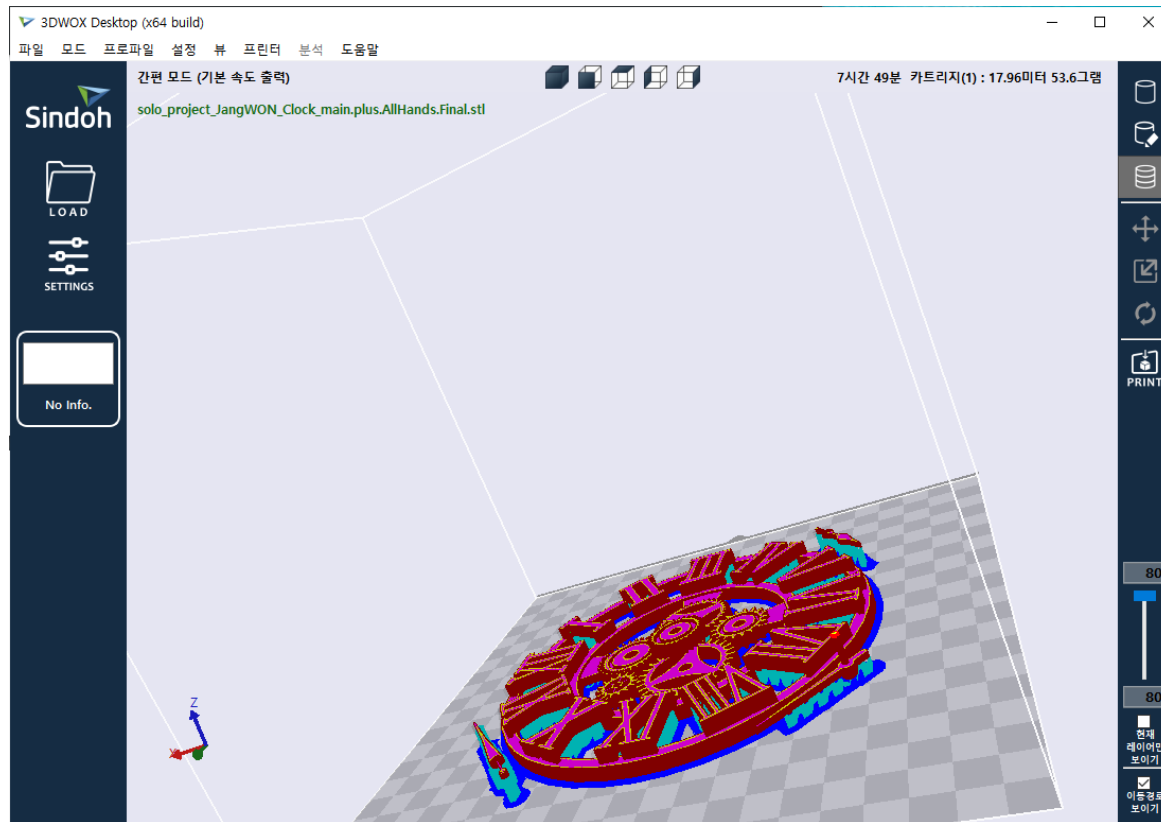 3DWOX Desktop (x64 build)
파일 모드 프로파일 설정 뷰 프린터 분석 도움말
Sindoh
LOAD
SETTINGS
No Info.
간편 모드 (기본 속도 출력)
7시간 49분 카트리지(1) : 17.96미터 53.6그램
solo_project_JangWON_Clock_main.plus.AllHands.Final.stl
Z
X
PRINT
80
80
현재
레이어만
보이기
이동경로
보이기